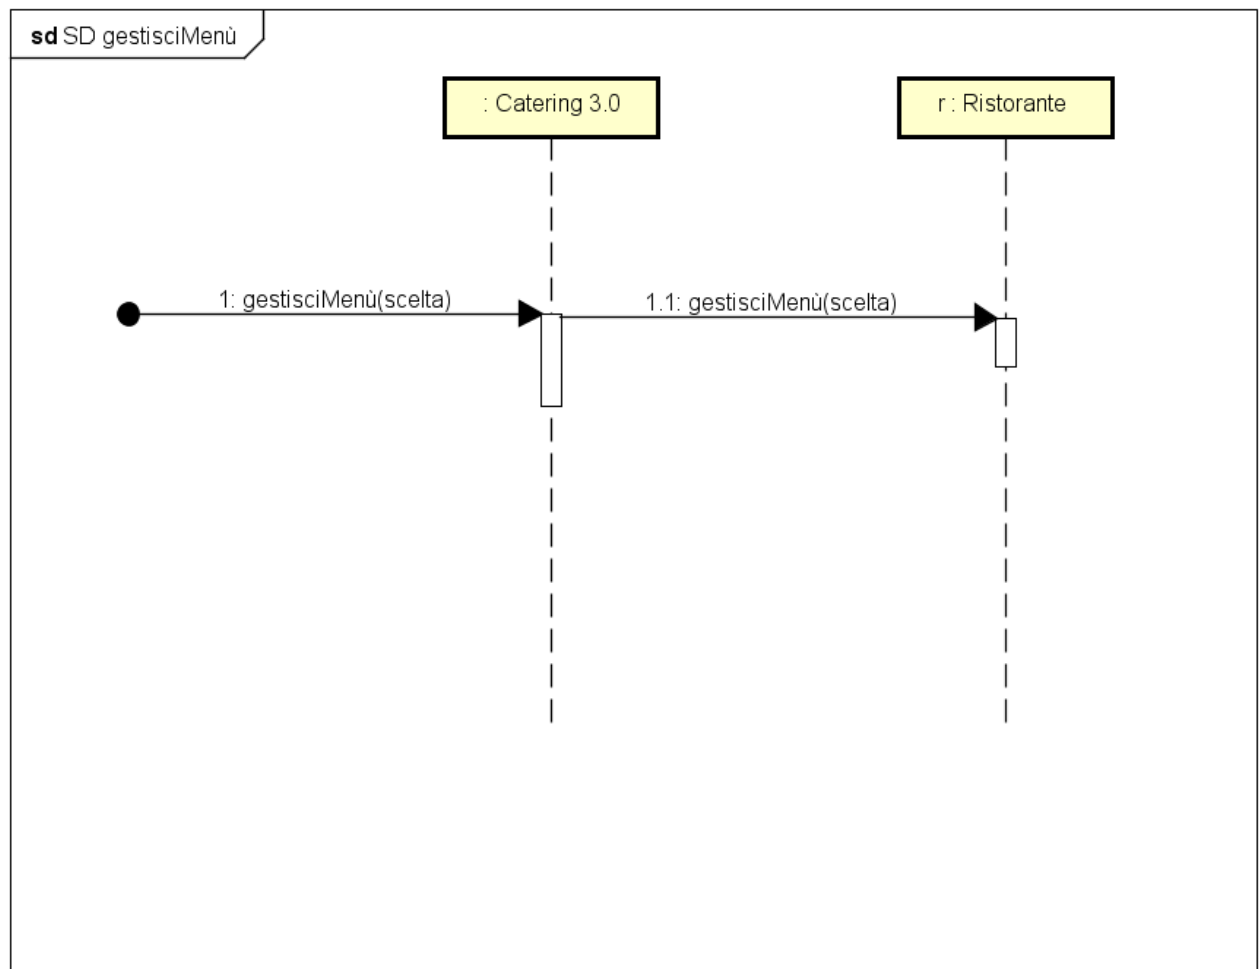 sd SD gestisciMenù
: Catering 3.0
r : Ristorante
1: gestisciMenù(scelta)
1.1: gestisciMenù(scelta)